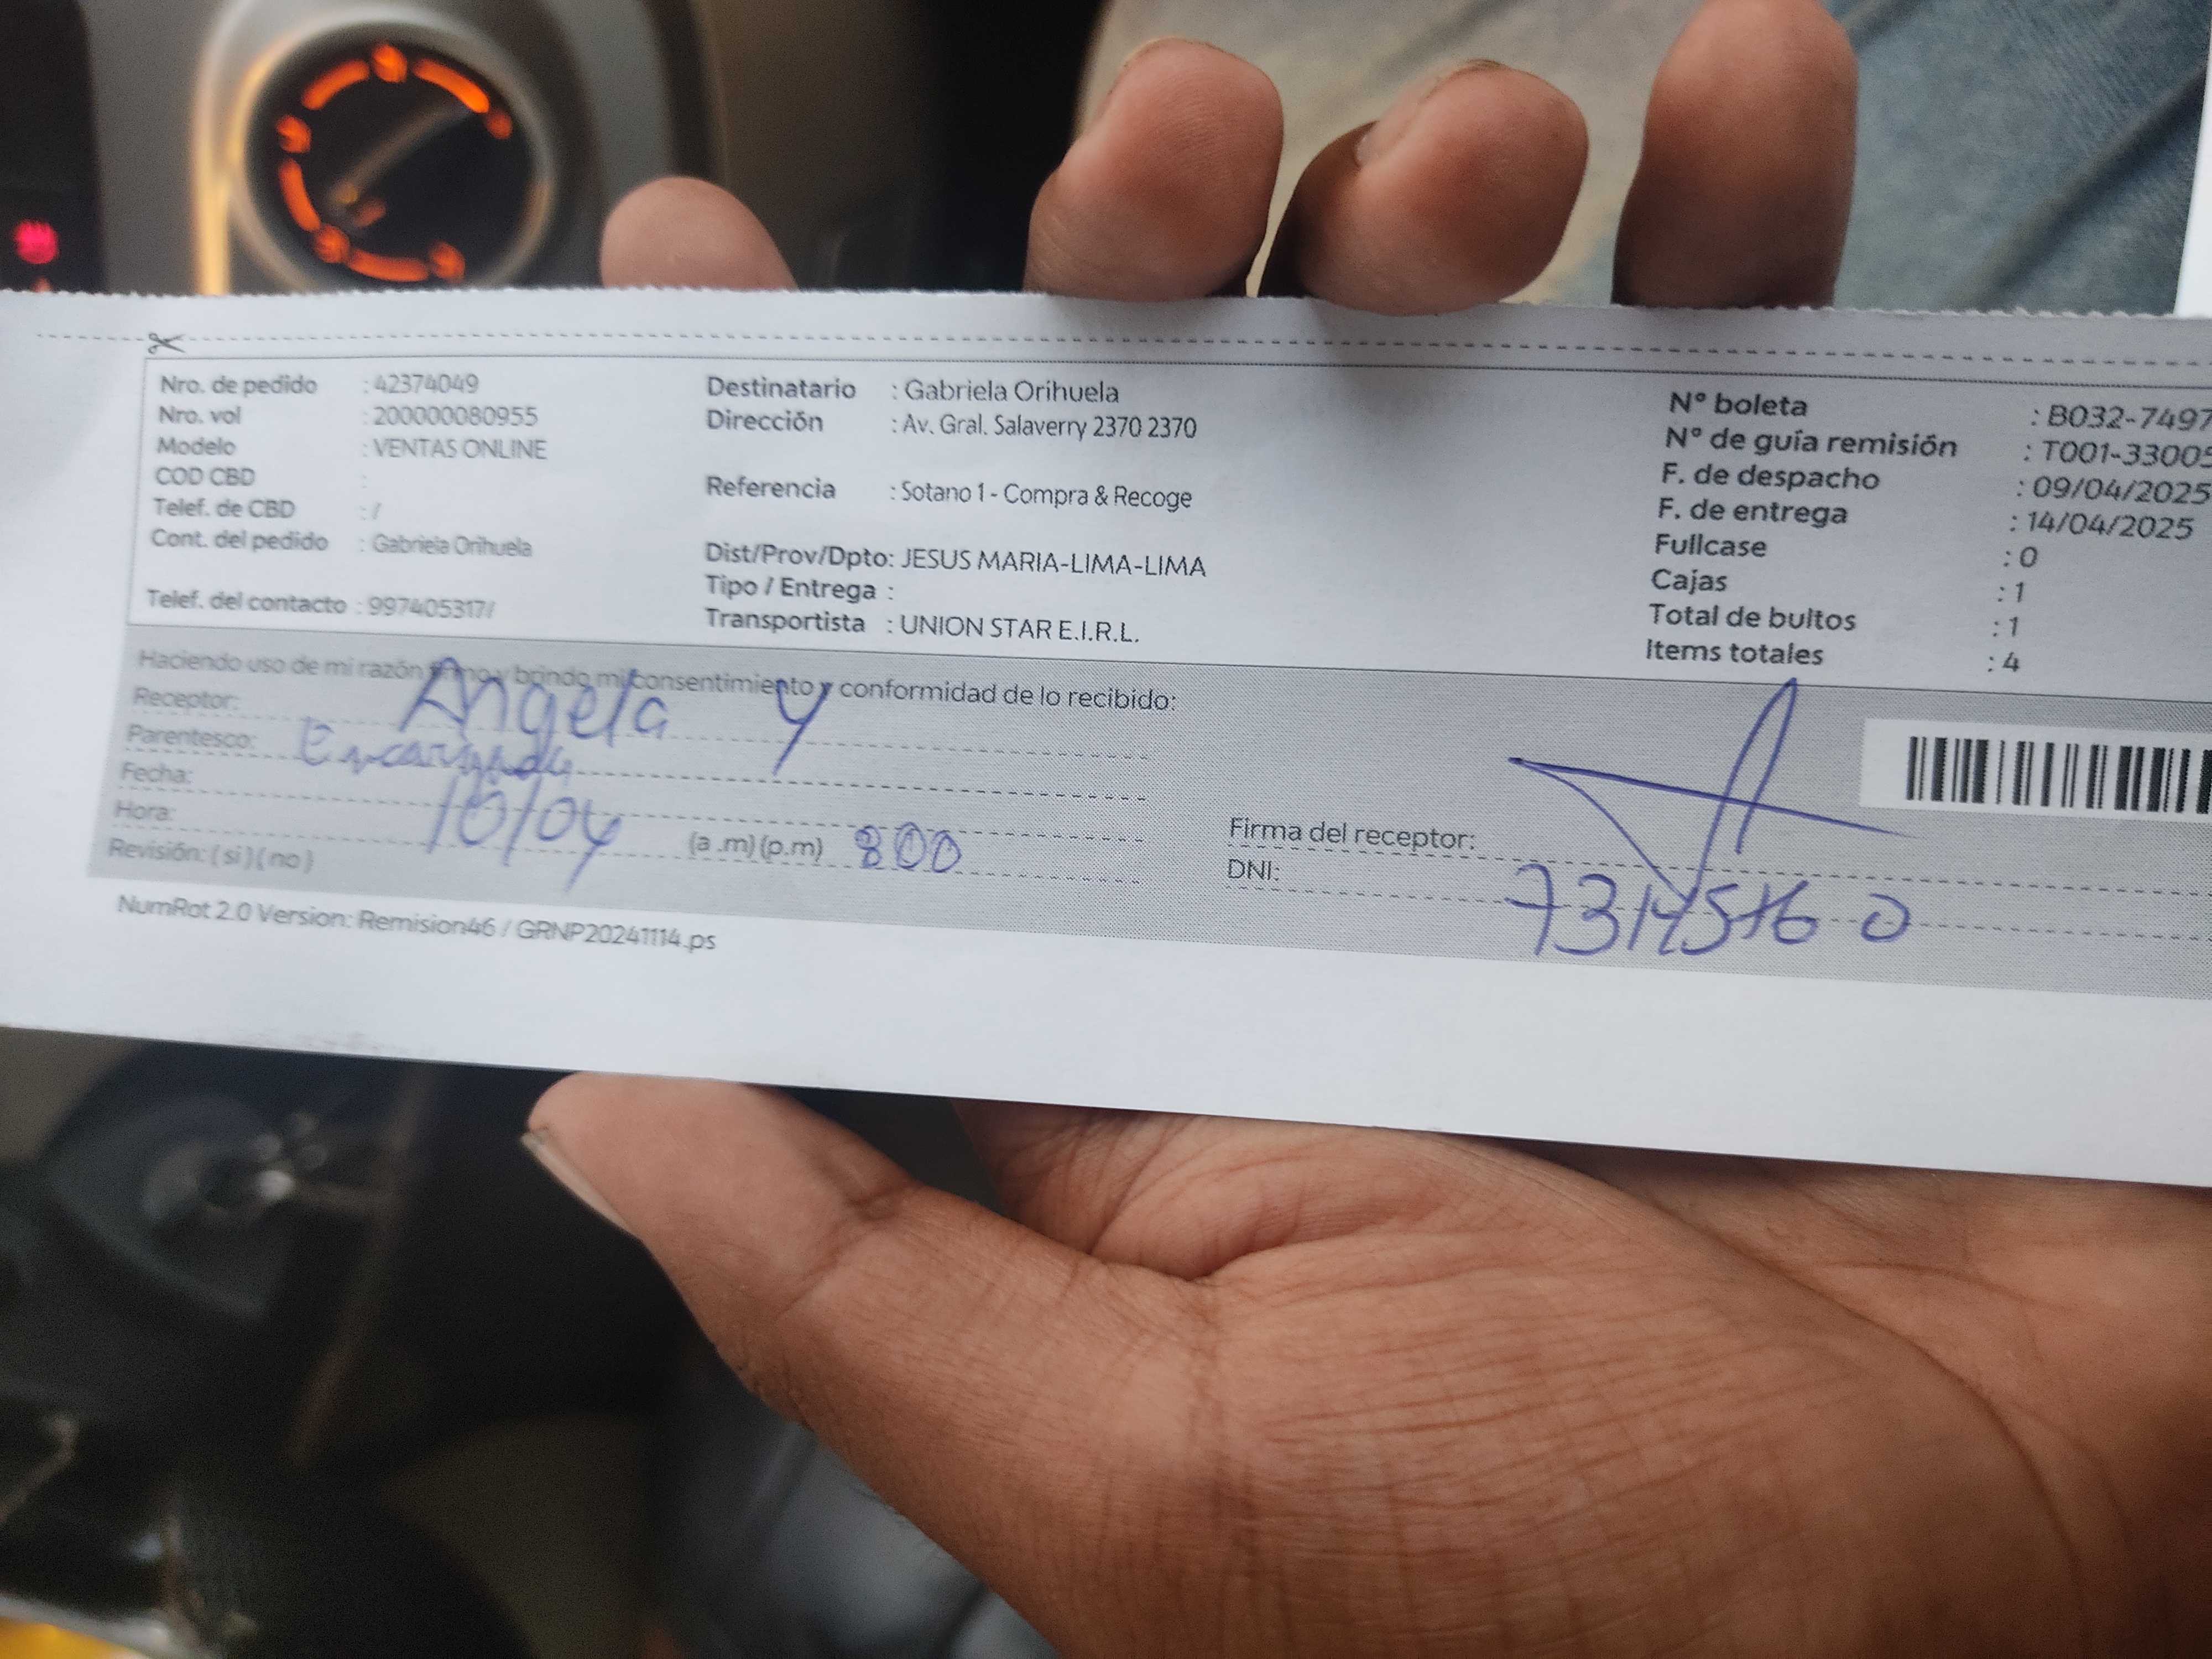 Nro. de pedido : 42374049
Nro. vol : 200000080955
Modelo : VENTAS ONLINE
COD CBD :
Telef. de CBD : /
Cont. del pedido : Gabriela Orihuela
Telef. del contacto : 997405317/
Destinatario : Gabriela Orihuela
Dirección : Av. Gral. Salaverry 2370 2370
Referencia : Sotano 1 - Compra & Recoge
Dist/Prov/Dpto: JESUS MARIA-LIMA-LIMA
Tipo / Entrega :
Transportista : UNION STAR E.I.R.L.
N° boleta : B032-7497
N° de guía remisión : T001-33005
F. de despacho : 09/04/2025
F. de entrega : 14/04/2025
Fullcase : 0
Cajas : 1
Total de bultos : 1
Items totales : 4
Haciendo uso de mi razón firmo y brindo mi consentimiento y conformidad de lo recibido:
Receptor: Angela Y
Parentesco: Encargada
Fecha: 10/04
Hora: (a .m) (p.m) 800
Revisión: ( si ) ( no )
Firma del receptor:
DNI:
NumRot 2.0 Version: Remision46 / GRNP20241114.ps